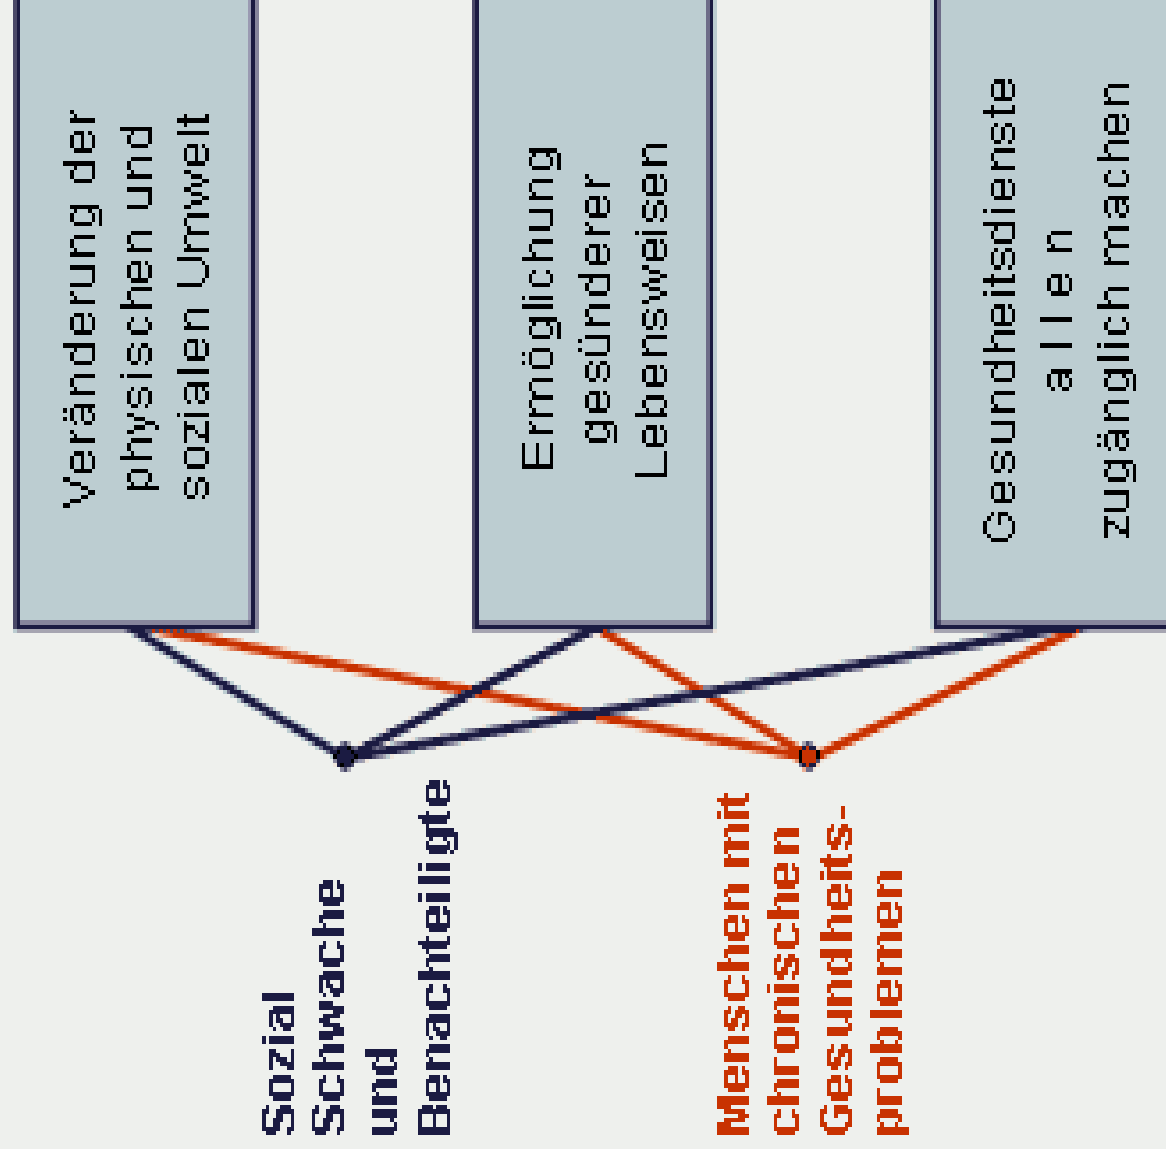 Veränderung der
physischen und
sozialen Umwelt
Ermöglichung
gesünderer
Lebensweisen
Gesundheitsdienste
allen
zugänglich machen
Sozial
Schwache
und
Benachteiligte
Menschen mit
chronischen
Gesundheits-
problemen